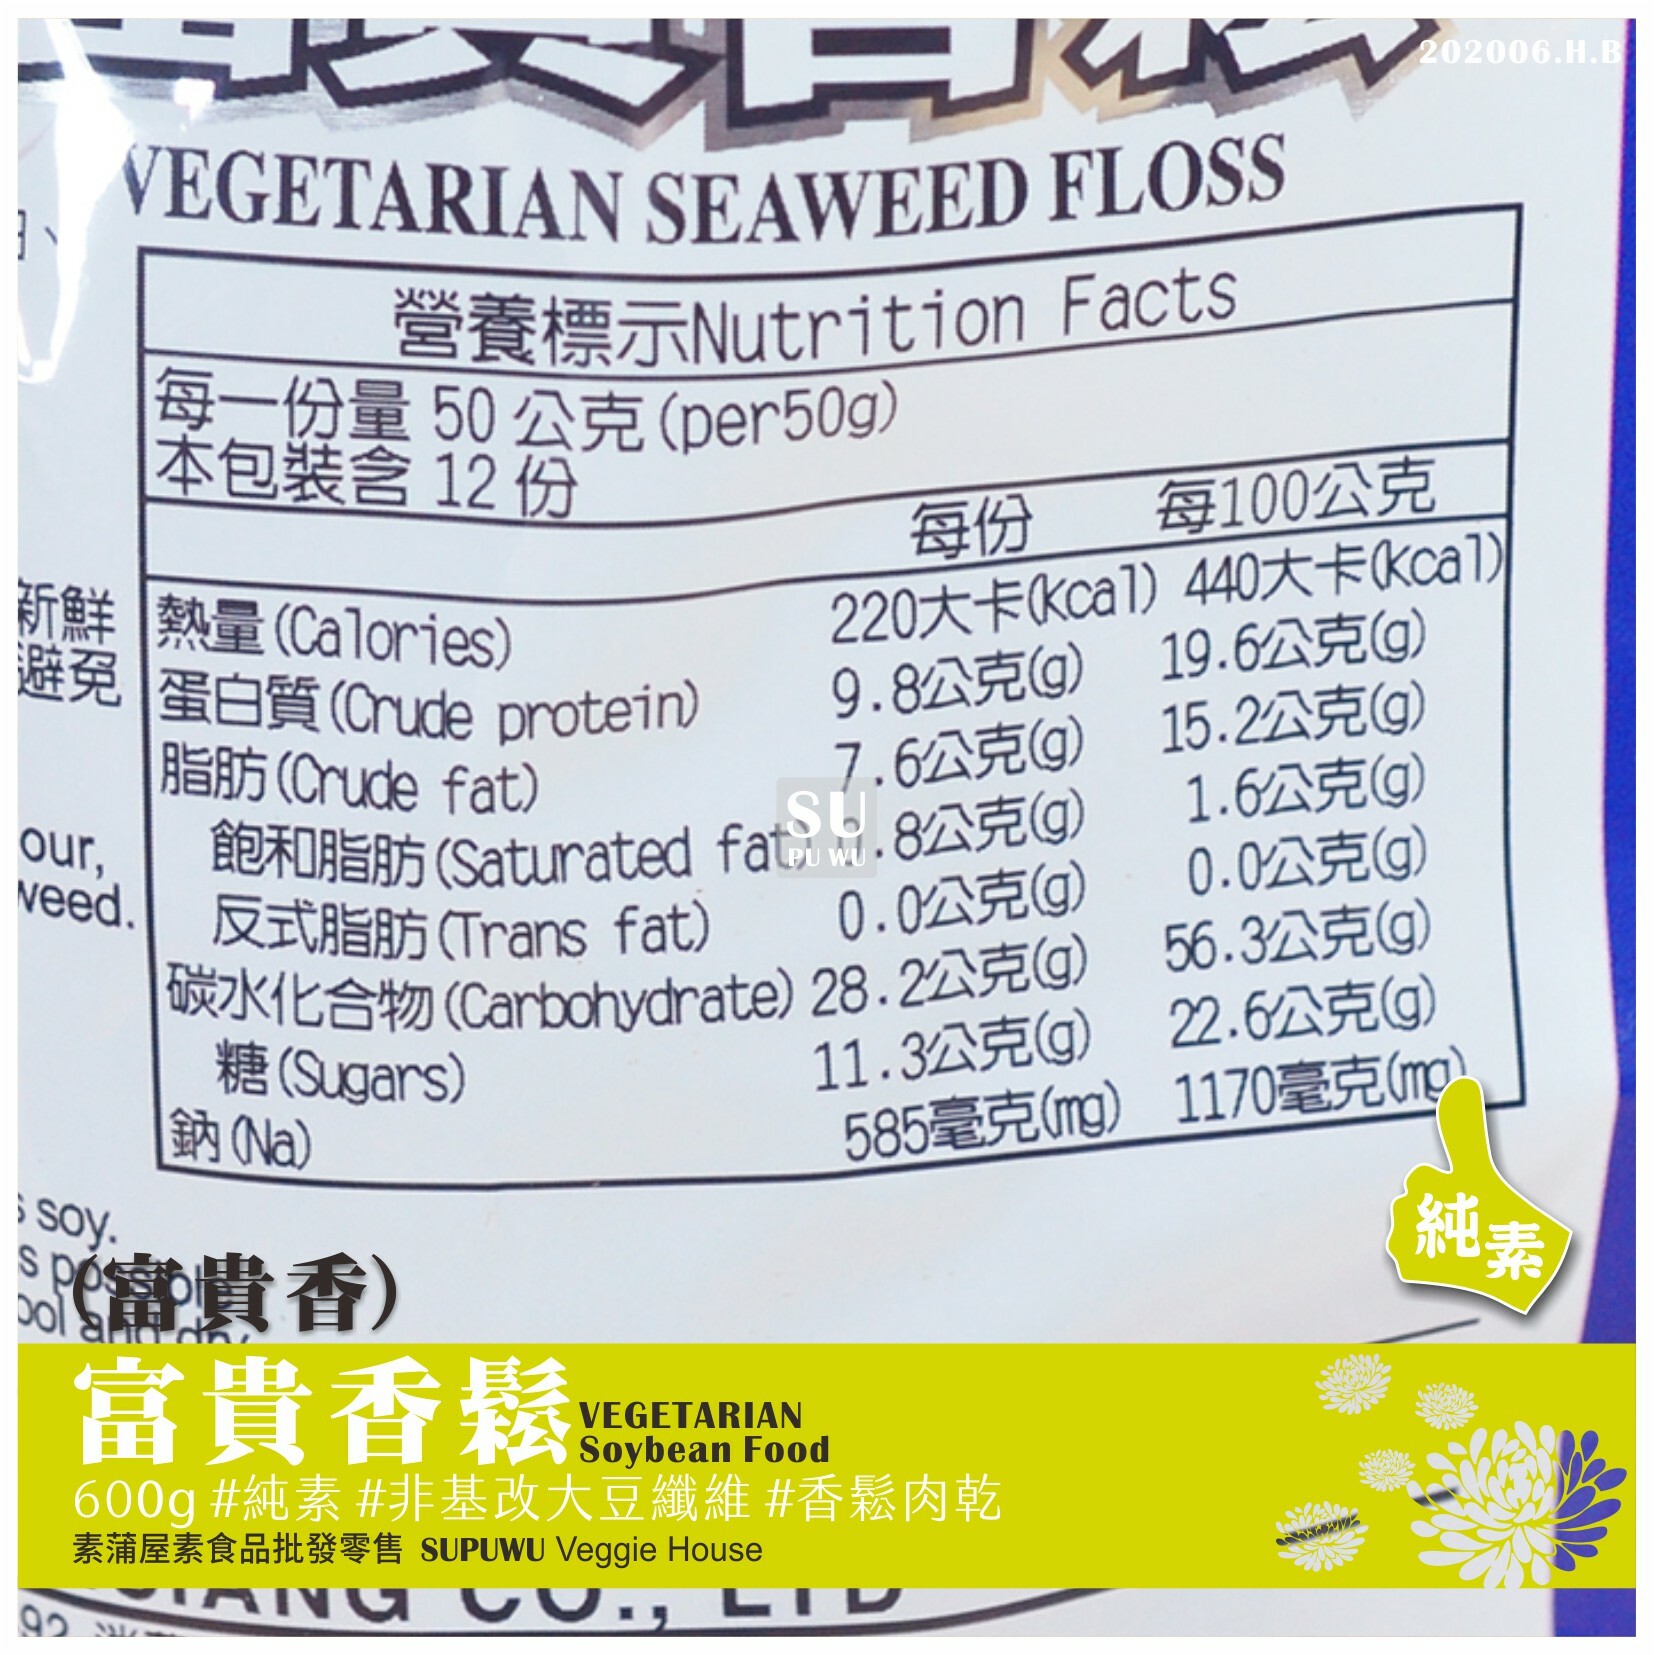 202006.H.B
VEGETARIAN SEAWEED FLOSS
營養標示Nutrition Facts
每一份量 50 公克(per50g)
本包裝含 12 份
每份 每100公克
熱量(Calories) 220大卡(Kcal) 440大卡(Kcal)
蛋白質(Crude protein) 9.8公克(g) 19.6公克(g)
脂肪(Crude fat) 7.6公克(g) 15.2公克(g)
飽和脂肪(Saturated fat) .8公克(g) 1.6公克(g)
反式脂肪(Trans fat) 0.0公克(g) 0.0公克(g)
碳水化合物(Carbohydrate) 28.2公克(g) 56.3公克(g)
糖(Sugars) 11.3公克(g) 22.6公克(g)
鈉(Na) 585毫克(mg) 1170毫克(mg)
SU
PU WU
新鮮
避免
our,
weed.
soy.
純素
(富貴香)
富貴香鬆
VEGETARIAN
Soybean Food
600g #純素 #非基改大豆纖維 #香鬆肉乾
素蒲屋素食品批發零售 SUPUWU Veggie House
CO., LTD